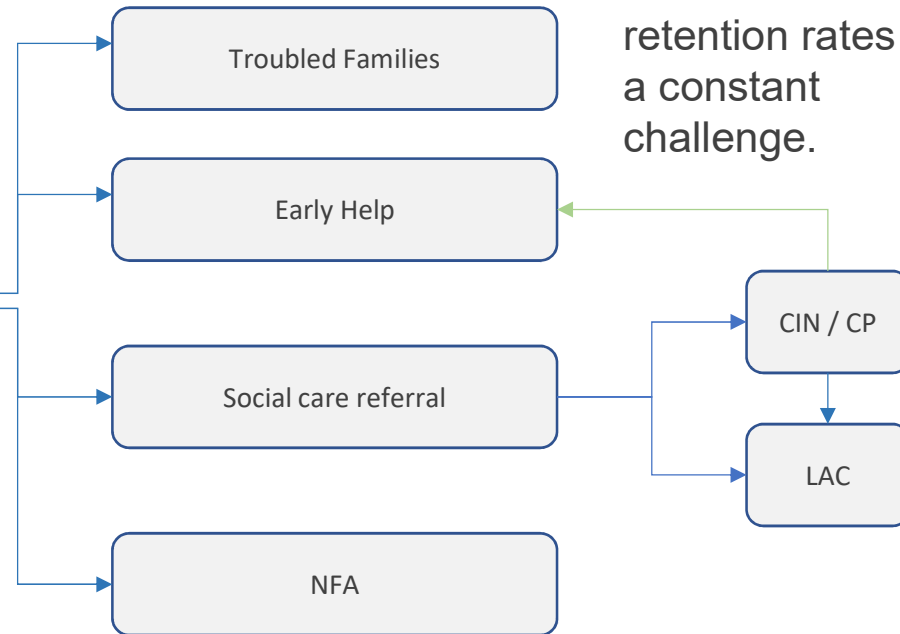 retention rates
a constant
challenge.
Troubled Families
Early Help
CIN / CP
Social care referral
LAC
NFA